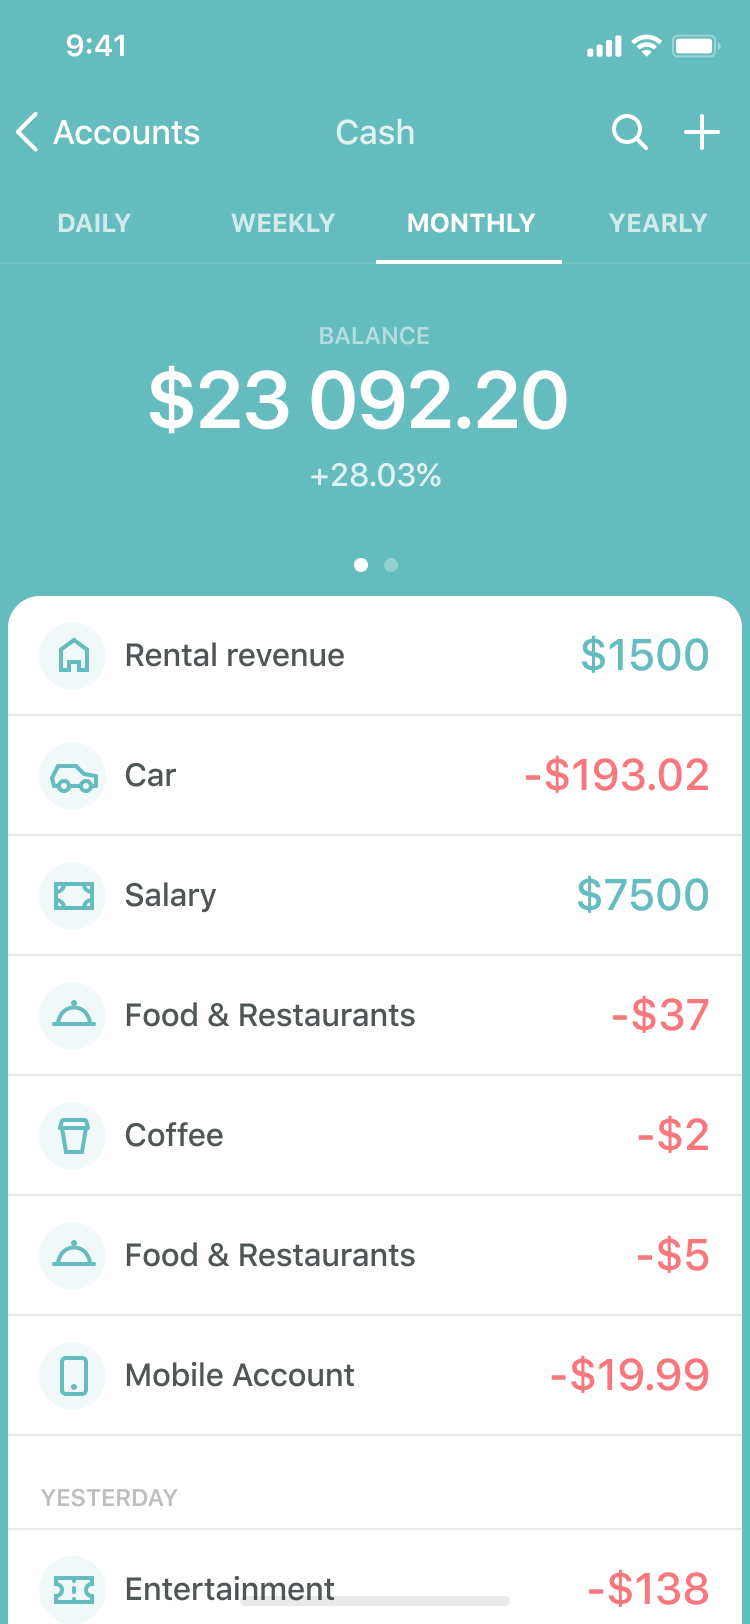 9:41
Accounts
Cash
DAILY
WEEKLY
MONTHLY
YEARLY
BALANCE
$23 092.20
+28.03%
Rental revenue
$1500
Car
-$193.02
Salary
$7500
Food & Restaurants
-$37
Coffee
-$2
Food & Restaurants
-$5
Mobile Account
-$19.99
YESTERDAY
Entertainment
-$138